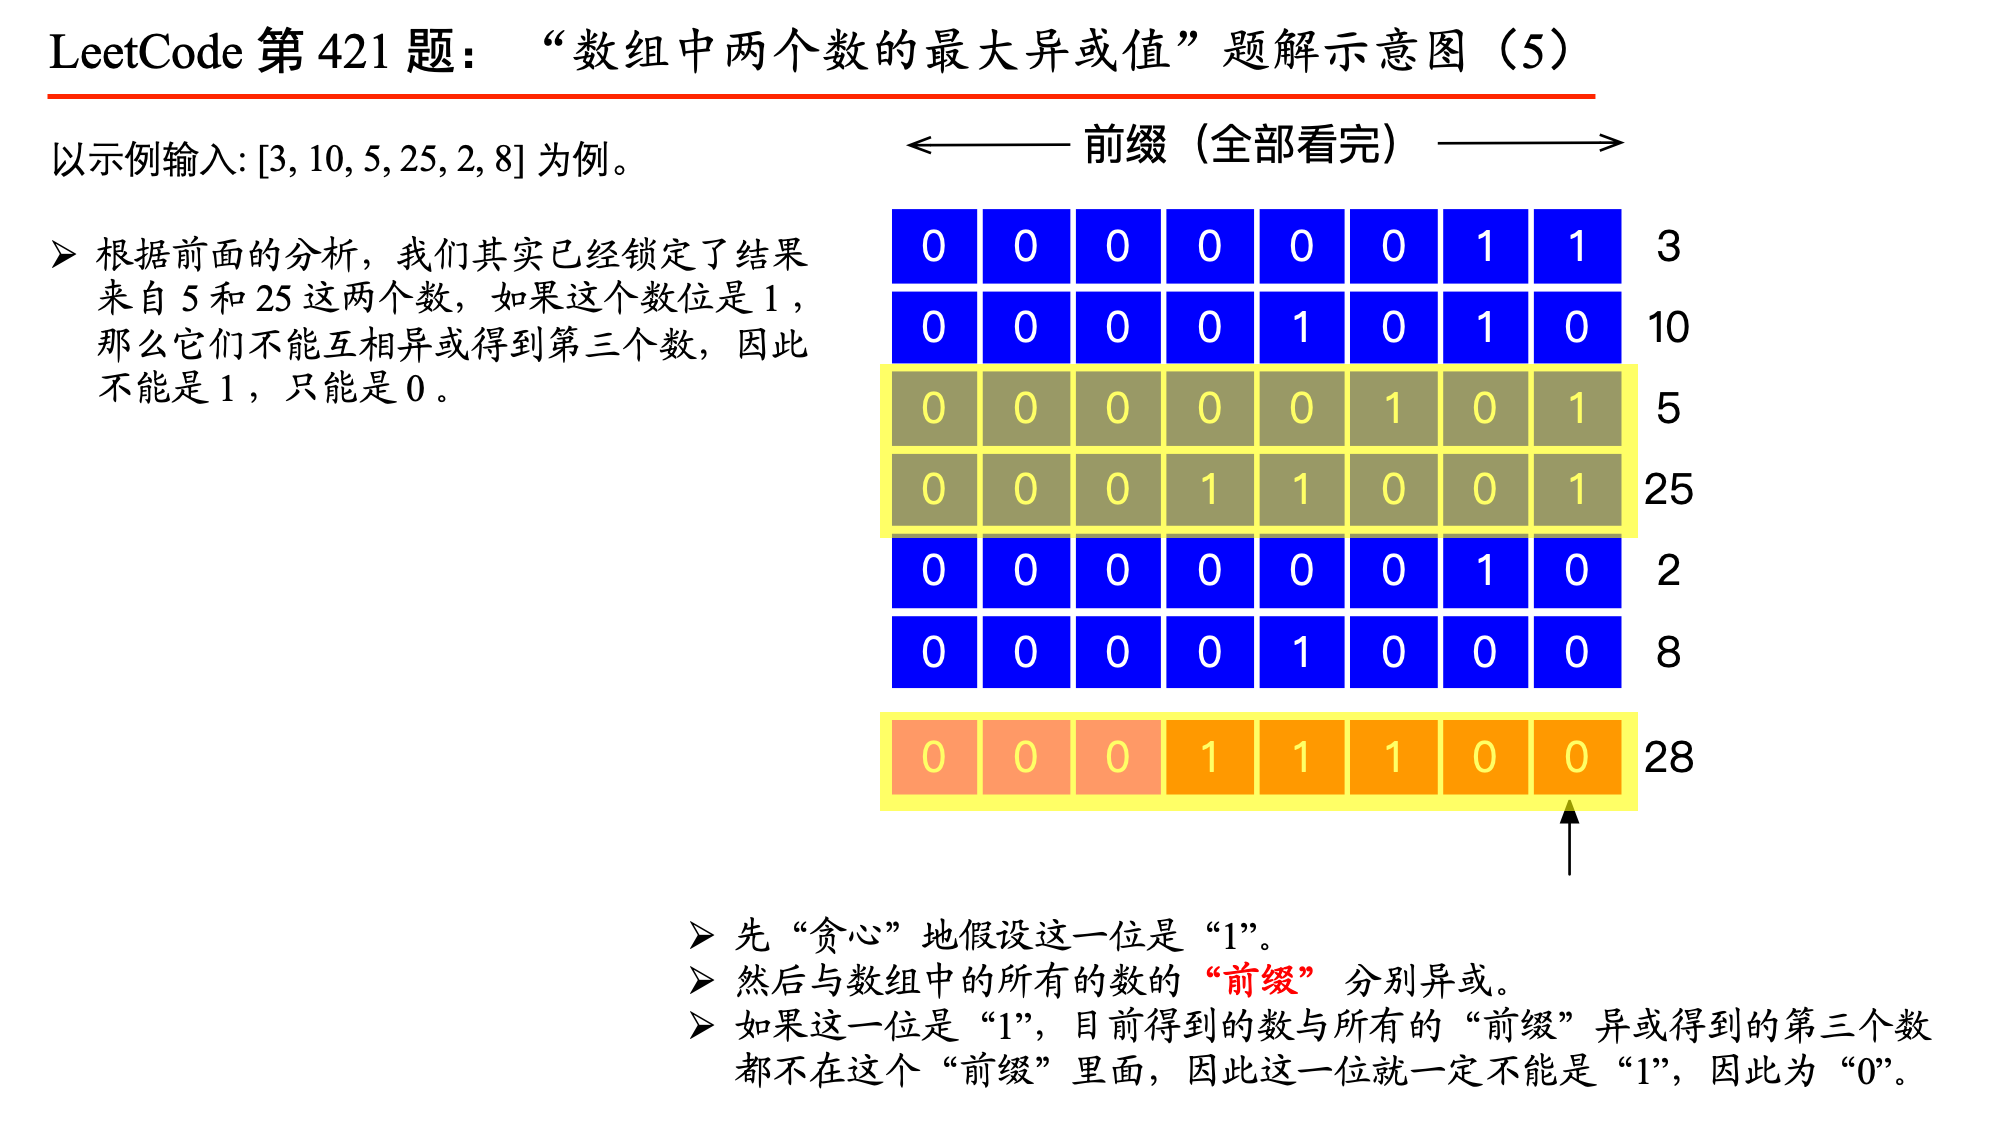 LeetCode 第 421 题： “数组中两个数的最大异或值”题解示意图（5）
以示例输入: [3, 10, 5, 25, 2, 8] 为例。
➢ 根据前面的分析，我们其实已经锁定了结果
来自 5 和 25 这两个数，如果这个数位是 1，
那么它们不能互相异或得到第三个数，因此
不能是 1，只能是 0 。
前缀（全部看完）
0 0 0 0 0 0 1 1 3
0 0 0 0 1 0 1 0 10
0 0 0 0 0 1 0 1 5
0 0 0 1 1 0 0 1 25
0 0 0 0 0 0 1 0 2
0 0 0 0 1 0 0 0 8
0 0 0 1 1 1 0 0 28
➢ 先“贪心”地假设这一位是“1”。
➢ 然后与数组中的所有的数的“前缀” 分别异或。
➢ 如果这一位是“1”，目前得到的数与所有的“前缀”异或得到的第三个数
都不在这个“前缀”里面，因此这一位就一定不能是“1”，因此为“0”。